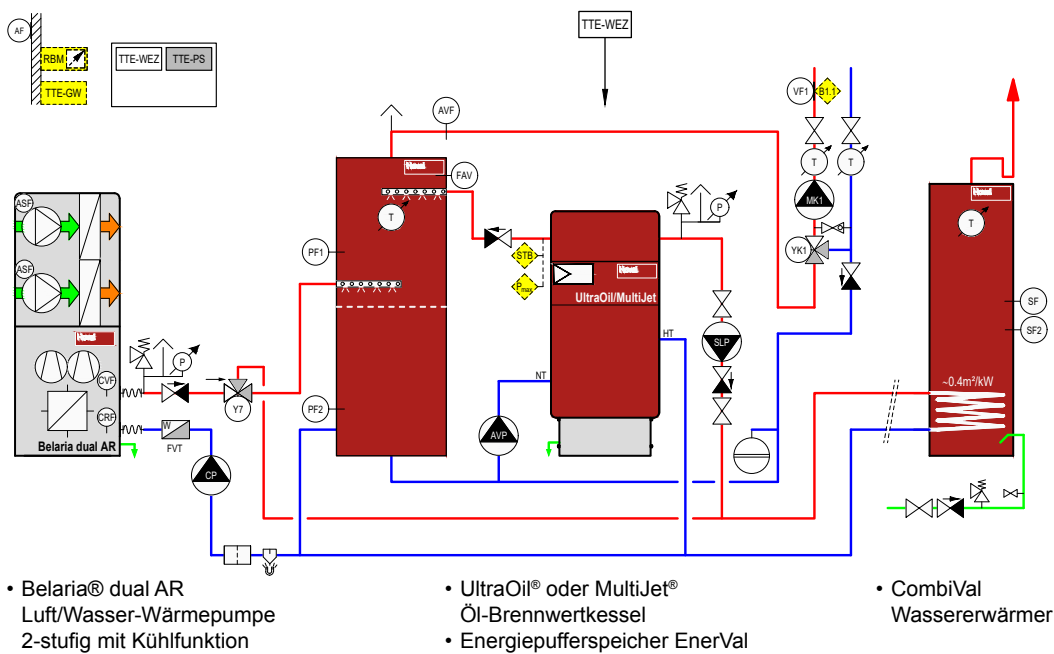 AF
RBM
TTE-GW
TTE-WEZ
TTE-PS
TTE-WEZ
AVF
VF1
B1.1
T
T
FAV
MK1
P
T
T
YK1
ASF
ASF
PF1
STB
Pmax
UltraOil/MultiJet
SF
SF2
HT
SLP
NT
P
CVF
Y7
CRF
PF2
AVP
W
FVT
CP
Belaria dual AR
~0.4m²/kW
• Belaria® dual AR
Luft/Wasser-Wärmepumpe
2-stufig mit Kühlfunktion
• UltraOil® oder MultiJet®
Öl-Brennwertkessel
• Energiepufferspeicher EnerVal
• CombiVal
Wassererwärmer